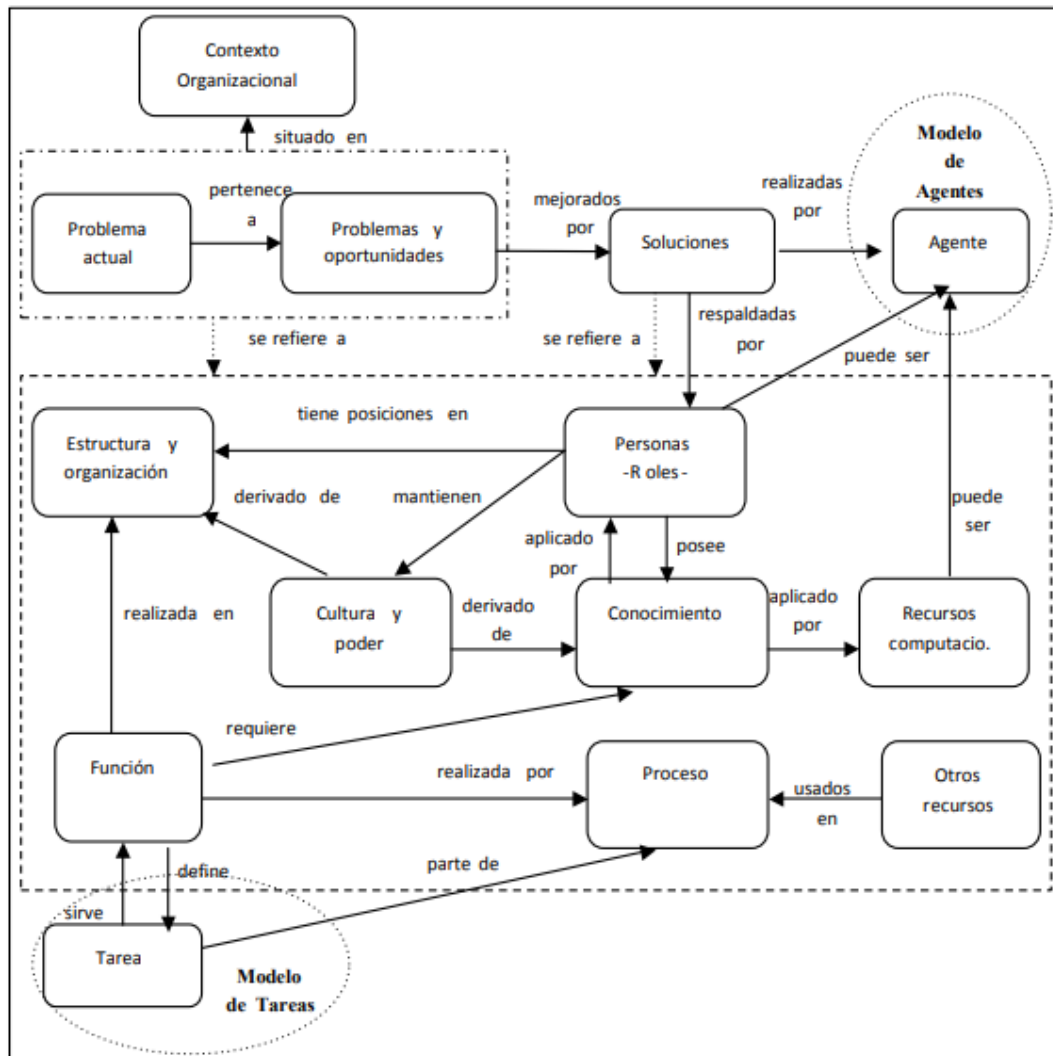 Contexto
Organizacional
situado en
Modelo
de
Agentes
pertenece
a
mejorados
por
realizadas
por
Problema
actual
Problemas y
oportunidades
Soluciones
Agente
se refiere a
se refiere a
respaldadas
por
puede ser
tiene posiciones en
Estructura y
organización
Personas
-R oles-
derivado de
mantienen
puede
ser
aplicado
por
posee
realizada en
Cultura y
poder
derivado
de
Conocimiento
aplicado
por
Recursos
computacio.
requiere
Función
realizada por
Proceso
usados
en
Otros
recursos
define
parte de
sirve
Tarea
Modelo
de Tareas